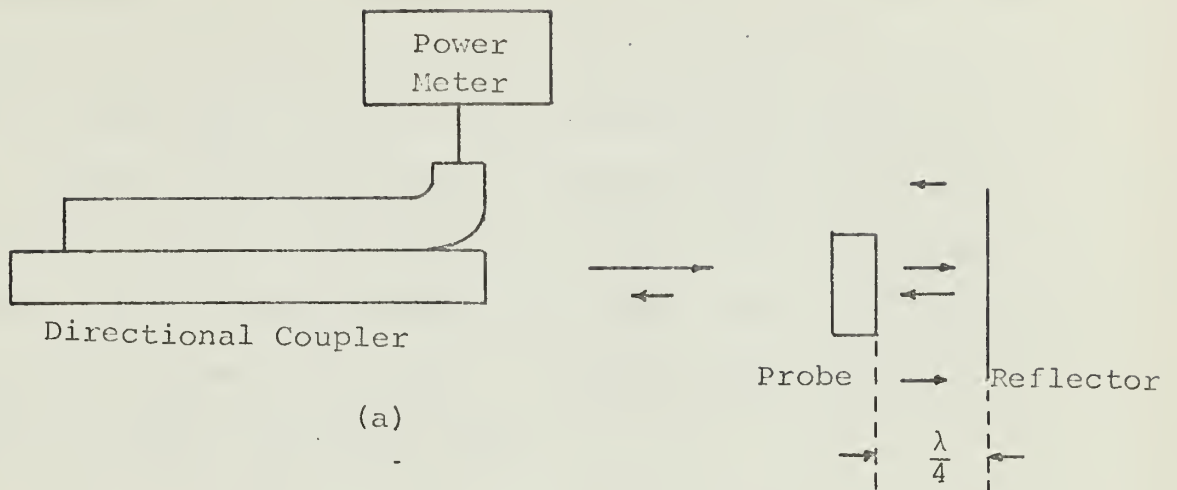 Power
Meter
Directional Coupler
Probe
Reflector
(a)
λ
4